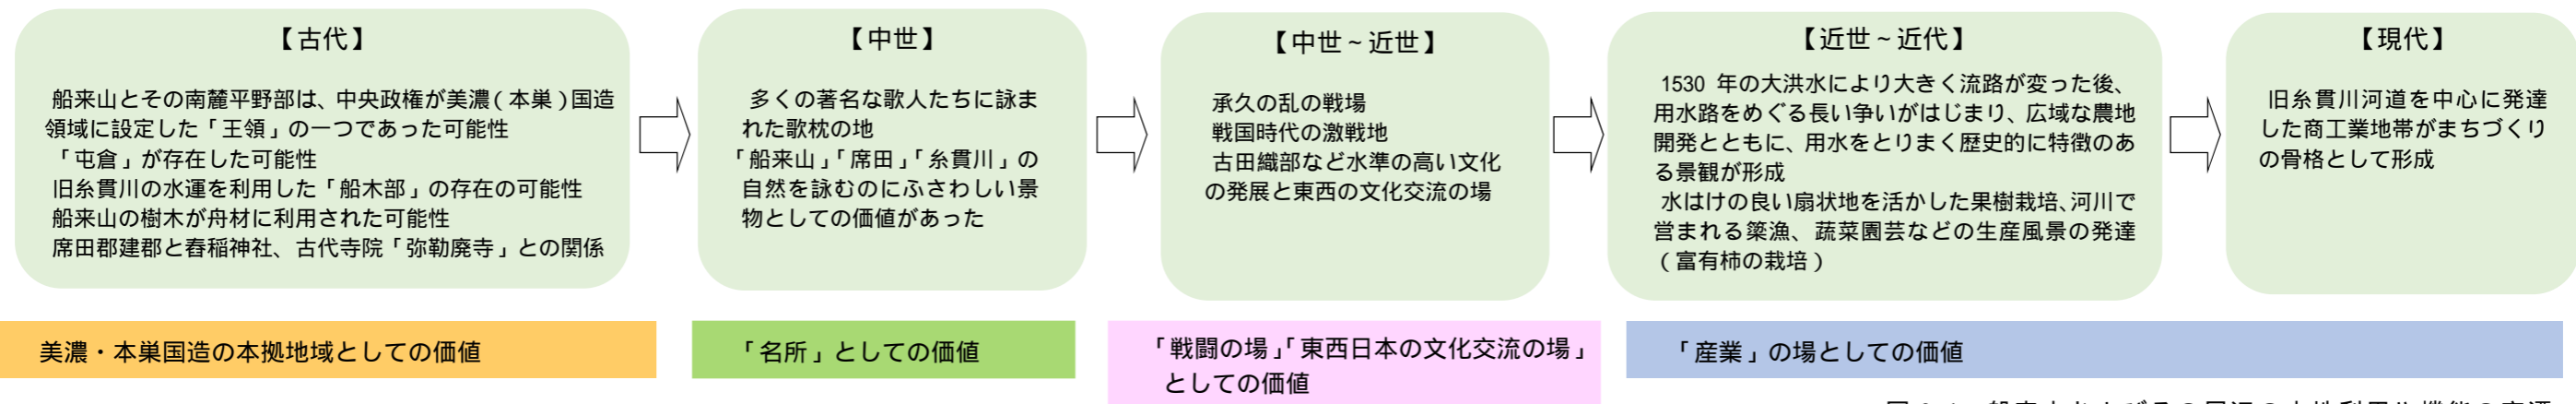 【古代】
船来山とその南麓平野部は、中央政権が美濃(本巣)国造
領域に設定した「王領」の一つであった可能性
「屯倉」が存在した可能性
旧糸貫川の水運を利用した「船木部」の存在の可能性
船来山の樹木が舟材に利用された可能性
席田郡建郡と舂稲神社、古代寺院「弥勒廃寺」との関係
【中世】
多くの著名な歌人たちに詠ま
れた歌枕の地
「船来山」「席田」「糸貫川」の
自然を詠むのにふさわしい景
物としての価値があった
【中世~近世】
承久の乱の戦場
戦国時代の激戦地
古田織部など水準の高い文化
の発展と東西の文化交流の場
【近世~近代】
1530 年の大洪水により大きく流路が変った後、
用水路をめぐる長い争いがはじまり、広域な農地
開発とともに、用水をとりまく歴史的に特徴のあ
る景観が形成
水はけの良い扇状地を活かした果樹栽培、河川で
営まれる簗漁、蔬菜園芸などの生産風景の発達
(富有柿の栽培)
【現代】
旧糸貫川河道を中心に発達
した商工業地帯がまちづくり
の骨格として形成
美濃・本巣国造の本拠地域としての価値
「名所」としての価値
「戦闘の場」「東西日本の文化交流の場」
としての価値
「産業」の場としての価値